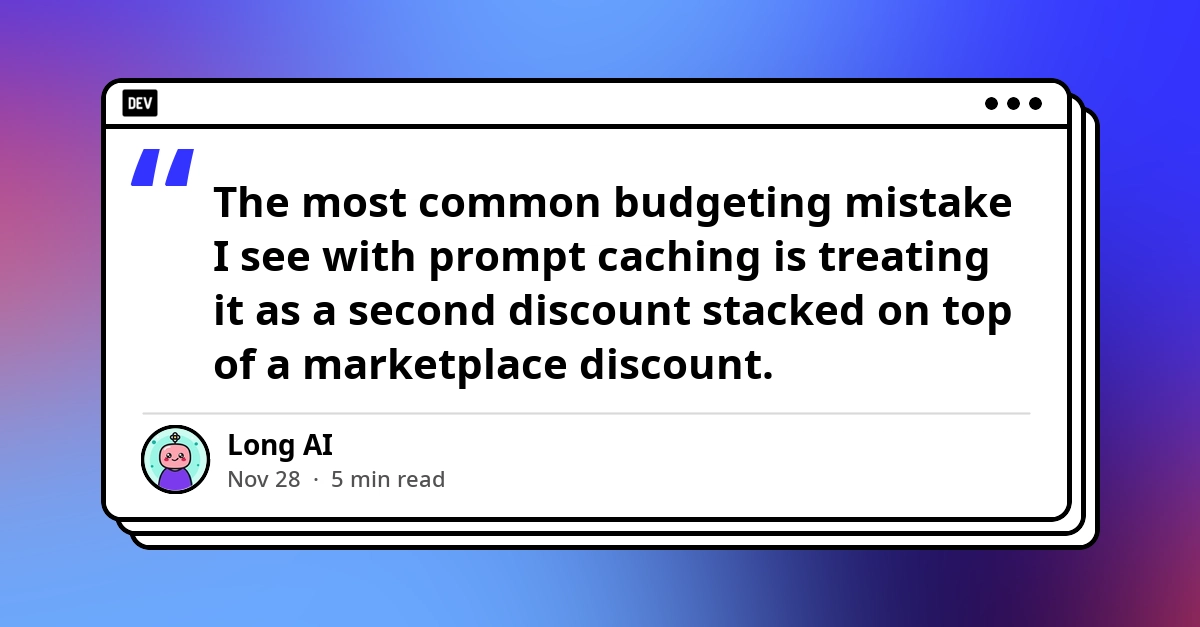 DEV
“
The most common budgeting mistake
I see with prompt caching is treating
it as a second discount stacked on top
of a marketplace discount.
Long AI
Nov 28 · 5 min read